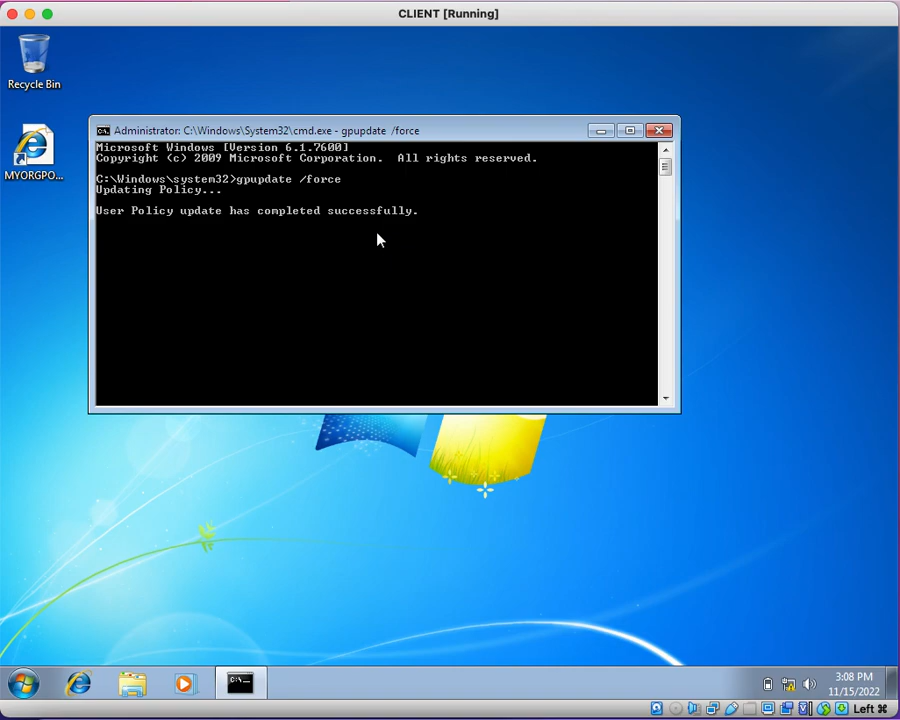 CLIENT [Running]
Recycle Bin
MYORGPO...
Administrator: C:\Windows\System32\cmd.exe - gpupdate /force
Microsoft Windows [Version 6.1.7600]
Copyright (c) 2009 Microsoft Corporation. All rights reserved.
C:\Windows\system32>gpupdate /force
Updating Policy...
User Policy update has completed successfully.
C:\...
3:08 PM
11/15/2022
Left ⌘